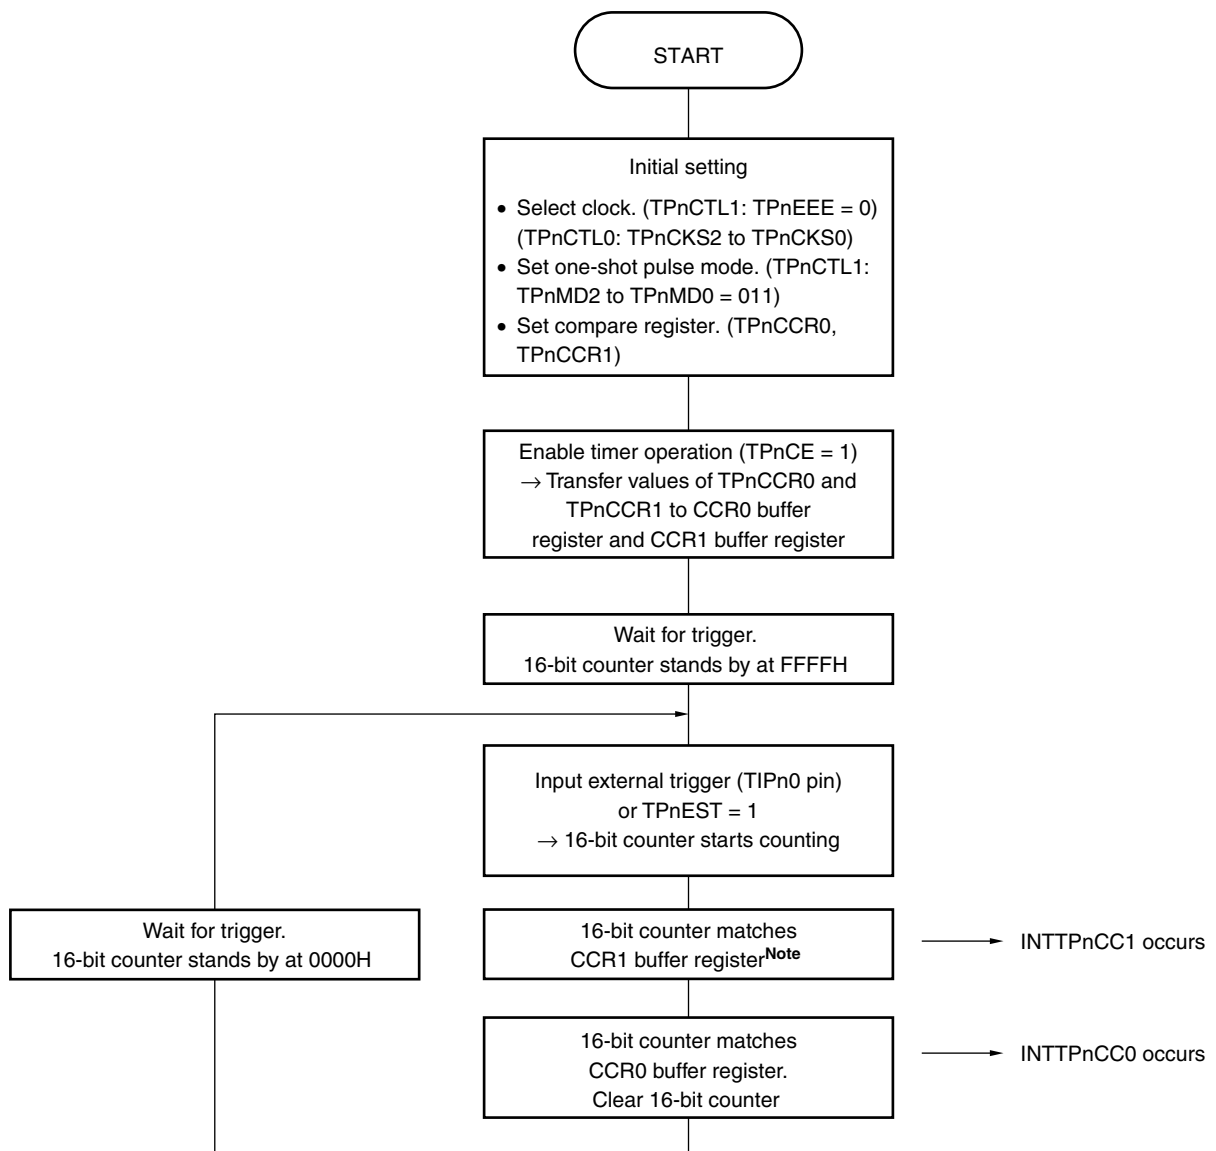 START
Initial setting
• Select clock. (TPnCTL1: TPnEEE = 0)
(TPnCTL0: TPnCKS2 to TPnCKS0)
• Set one-shot pulse mode. (TPnCTL1:
TPnMD2 to TPnMD0 = 011)
• Set compare register. (TPnCCR0,
TPnCCR1)
Enable timer operation (TPnCE = 1)
→ Transfer values of TPnCCR0 and
TPnCCR1 to CCR0 buffer
register and CCR1 buffer register
Wait for trigger.
16-bit counter stands by at FFFFH
Input external trigger (TIPn0 pin)
or TPnEST = 1
→ 16-bit counter starts counting
Wait for trigger.
16-bit counter stands by at 0000H
16-bit counter matches
CCR1 buffer registerNote
INTTPnCC1 occurs
16-bit counter matches
CCR0 buffer register.
Clear 16-bit counter
INTTPnCC0 occurs